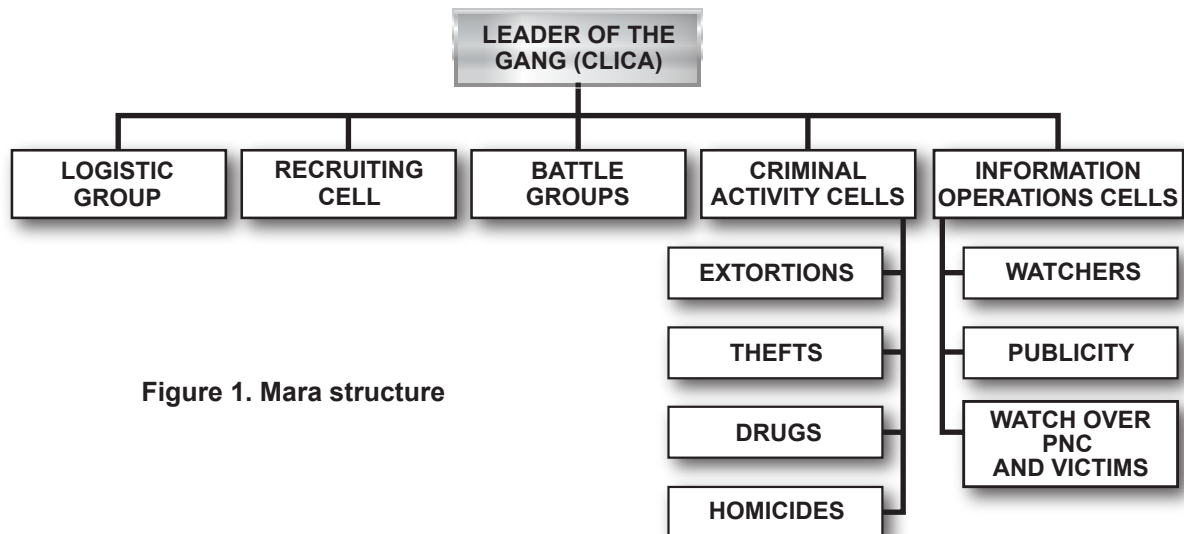 LEADER OF THE
GANG (CLICA)
LOGISTIC
GROUP
RECRUITING
CELL
BATTLE
GROUPS
CRIMINAL
ACTIVITY CELLS
INFORMATION
OPERATIONS CELLS
EXTORTIONS
THEFTS
DRUGS
HOMICIDES
WATCHERS
PUBLICITY
WATCH OVER
PNC
AND VICTIMS
Figure 1. Mara structure